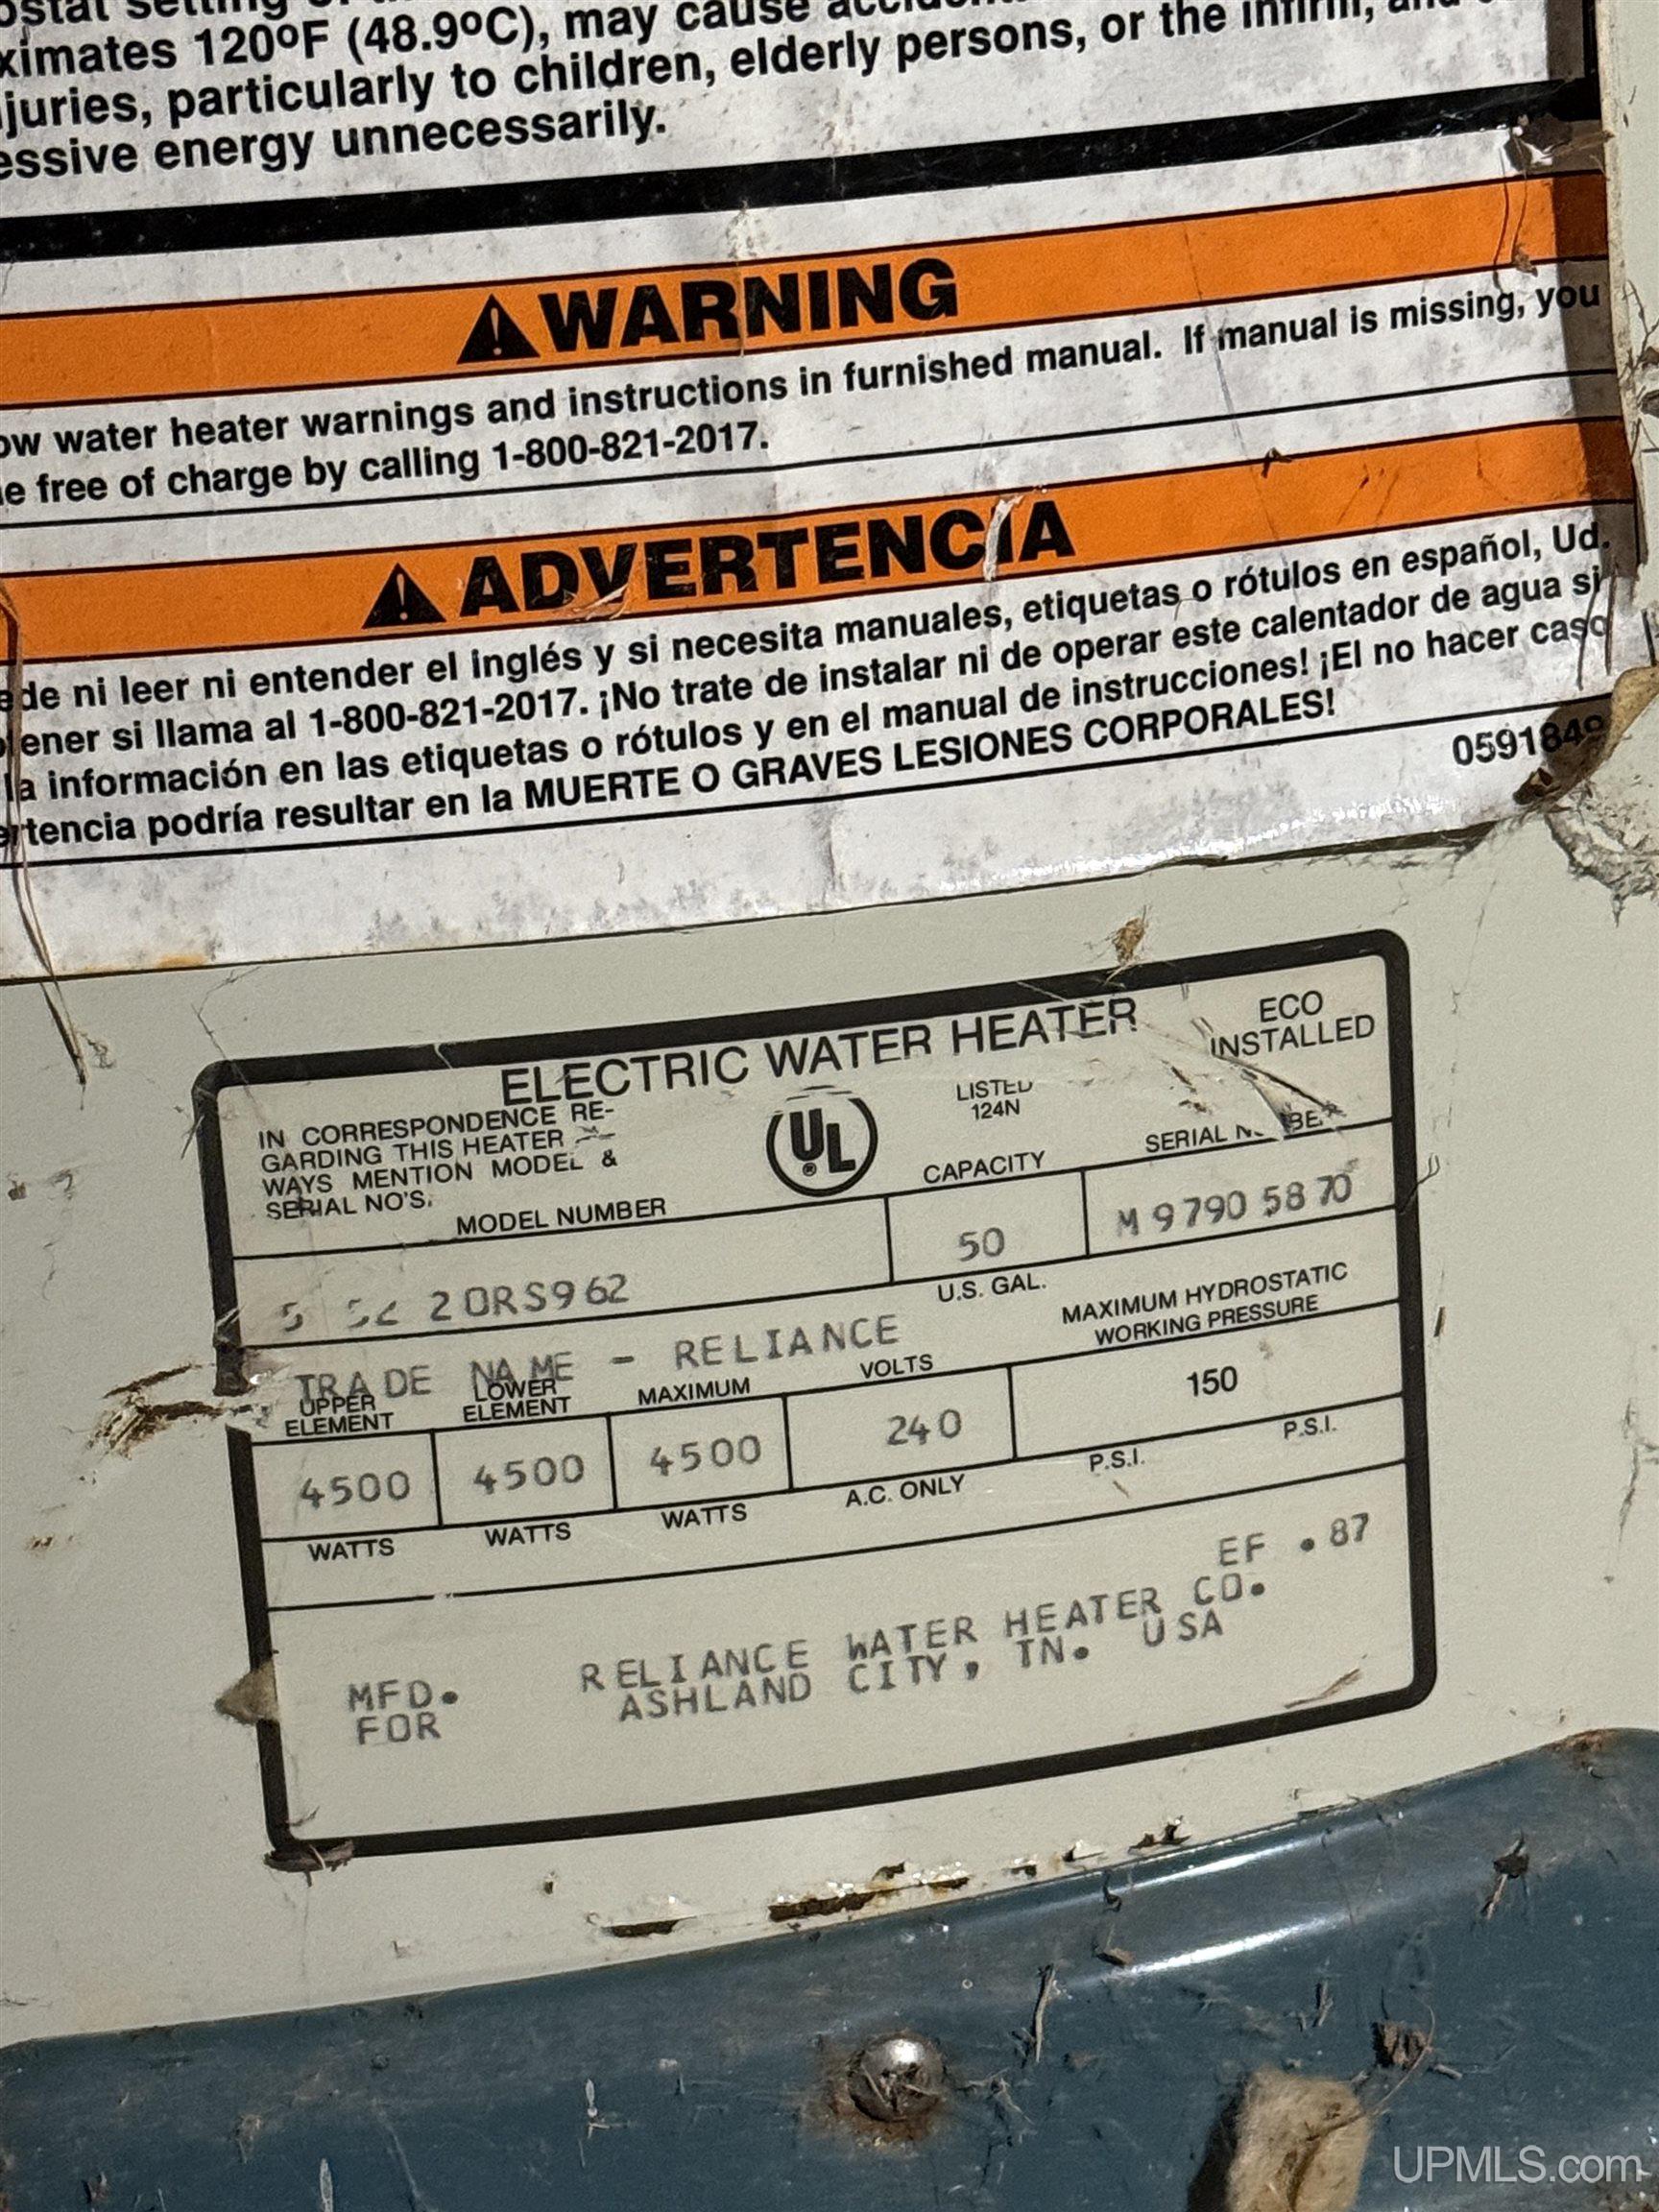 ostat setting
ximates 120ºF (48.9ºC), may cause
juries, particularly to children, elderly persons, or the infirm,
essive energy unnecessarily.
WARNING
ow water heater warnings and instructions in furnished manual. If manual is missing, you
e free of charge by calling 1-800-821-2017.
ADVERTENCIA
ede ni leer ni entender el inglés y si necesita manuales, etiquetas o rótulos en español, Ud.
ener si llama al 1-800-821-2017. ¡No trate de instalar ni de operar este calentador de agua si
la información en las etiquetas o rótulos y en el manual de instrucciones! ¡El no hacer caso
ertencia podría resultar en la MUERTE O GRAVES LESIONES CORPORALES!
0591849
ELECTRIC WATER HEATER
ECO
INSTALLED
IN CORRESPONDENCE RE-
GARDING THIS HEATER
WAYS MENTION MODEL &
SERIAL NO'S.
UL
LISTED
124N
MODEL NUMBER
CAPACITY
SERIAL
20RS962
50
U.S. GAL.
M97905870
TRADE NAME - RELIANCE
MAXIMUM HYDROSTATIC
WORKING PRESSURE
UPPER
ELEMENT
LOWER
ELEMENT
MAXIMUM
VOLTS
4500
4500
4500
240
150
WATTS
WATTS
WATTS
A.C. ONLY
P.S.I.
P.S.I.
EF .87
MFD.
FOR
RELIANCE WATER HEATER CO.
ASHLAND CITY, TN. USA
UPMLS.com